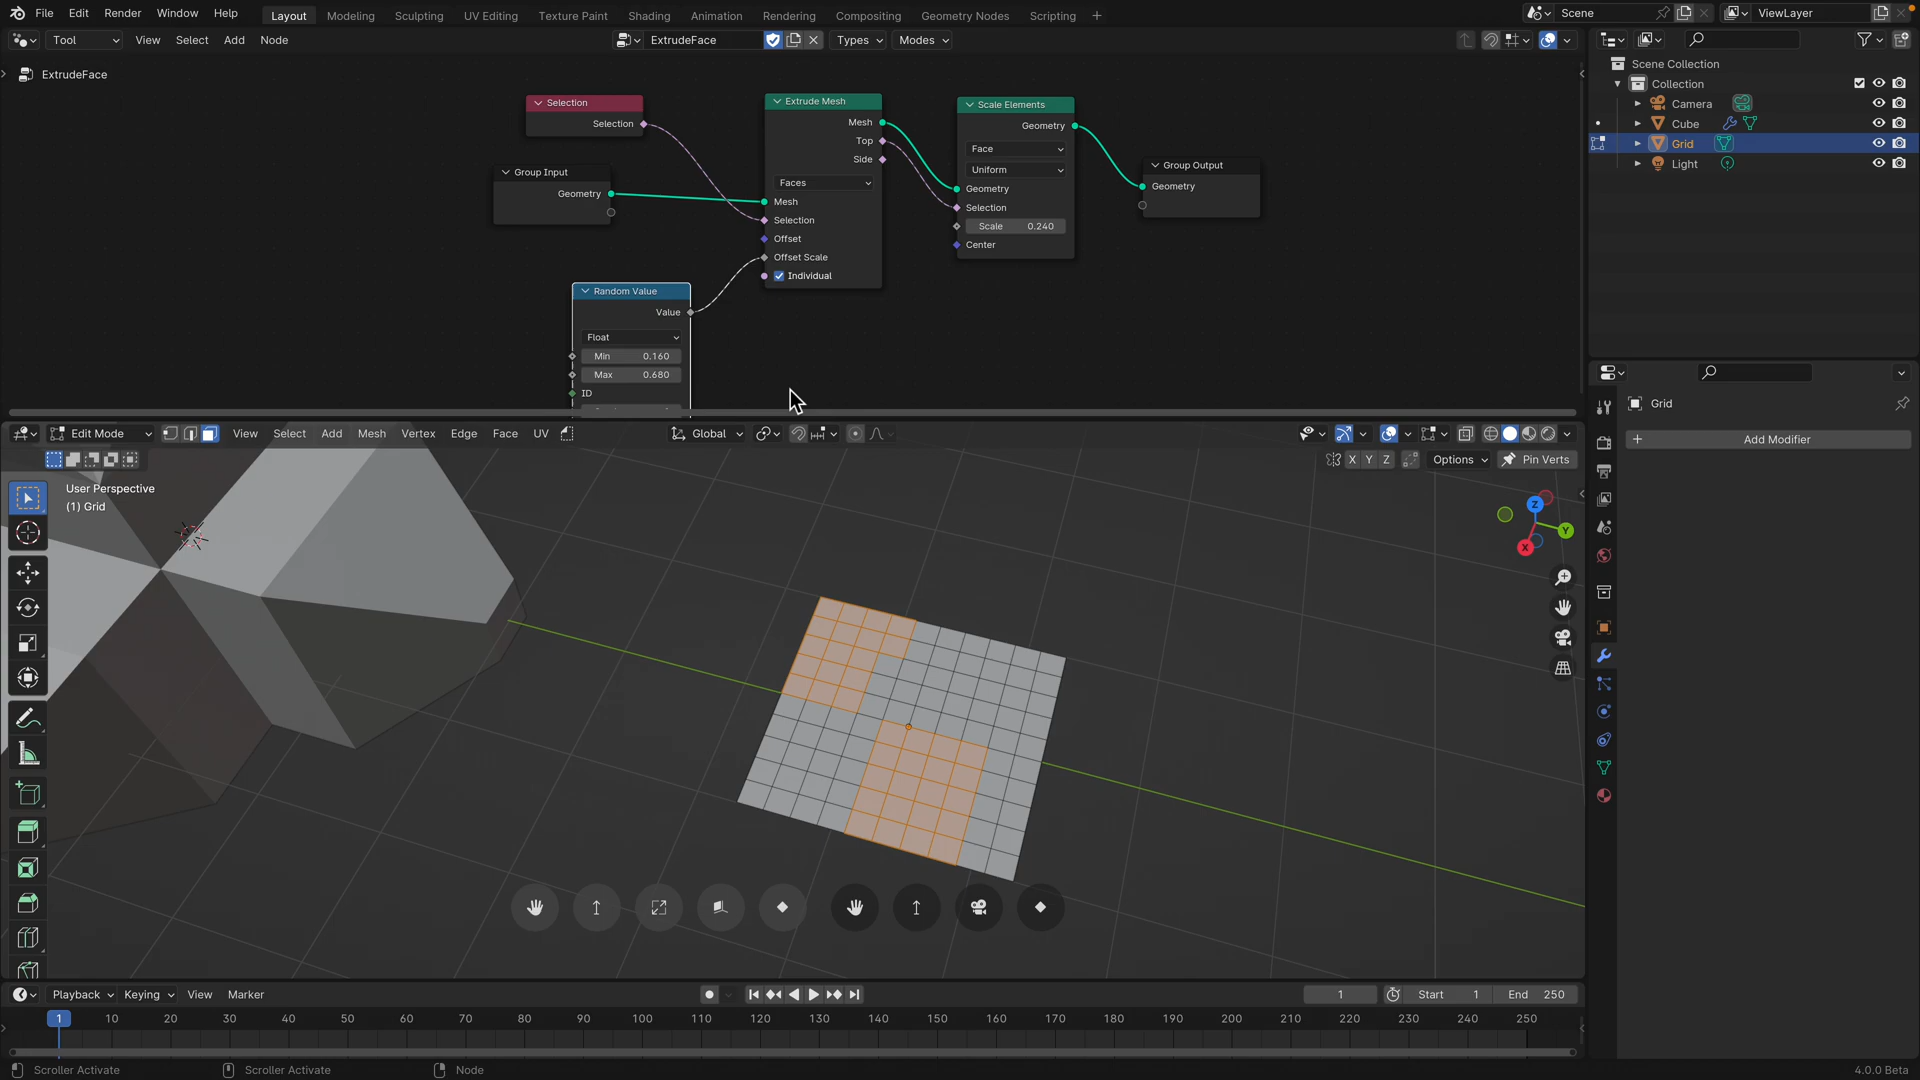 File Edit Render Window Help Layout Modeling Sculpting UV Editing Texture Paint Shading Animation Rendering Compositing Geometry Nodes Scripting + Scene ViewLayer
Tool View Select Add Node ExtrudeFace Types Modes
ExtrudeFace
Selection
Selection
Group Input
Geometry
Random Value
Value
Float
Min 0.160
Max 0.680
ID
Extrude Mesh
Mesh
Top
Side
Faces
Mesh
Selection
Offset
Offset Scale
Individual
Scale Elements
Geometry
Face
Uniform
Geometry
Selection
Scale 0.240
Center
Group Output
Geometry
Scene Collection
Collection
Camera
Cube
Grid
Light
Grid
+ Add Modifier
Edit Mode View Select Add Mesh Vertex Edge Face UV Global
X Y Z Options Pin Verts
User Perspective
(1) Grid
Z
Y
X
Playback Keying View Marker 1 Start 1 End 250
1 10 20 30 40 50 60 70 80 90 100 110 120 130 140 150 160 170 180 190 200 210 220 230 240 250
Scroller Activate Scroller Activate Node 4.0.0 Beta